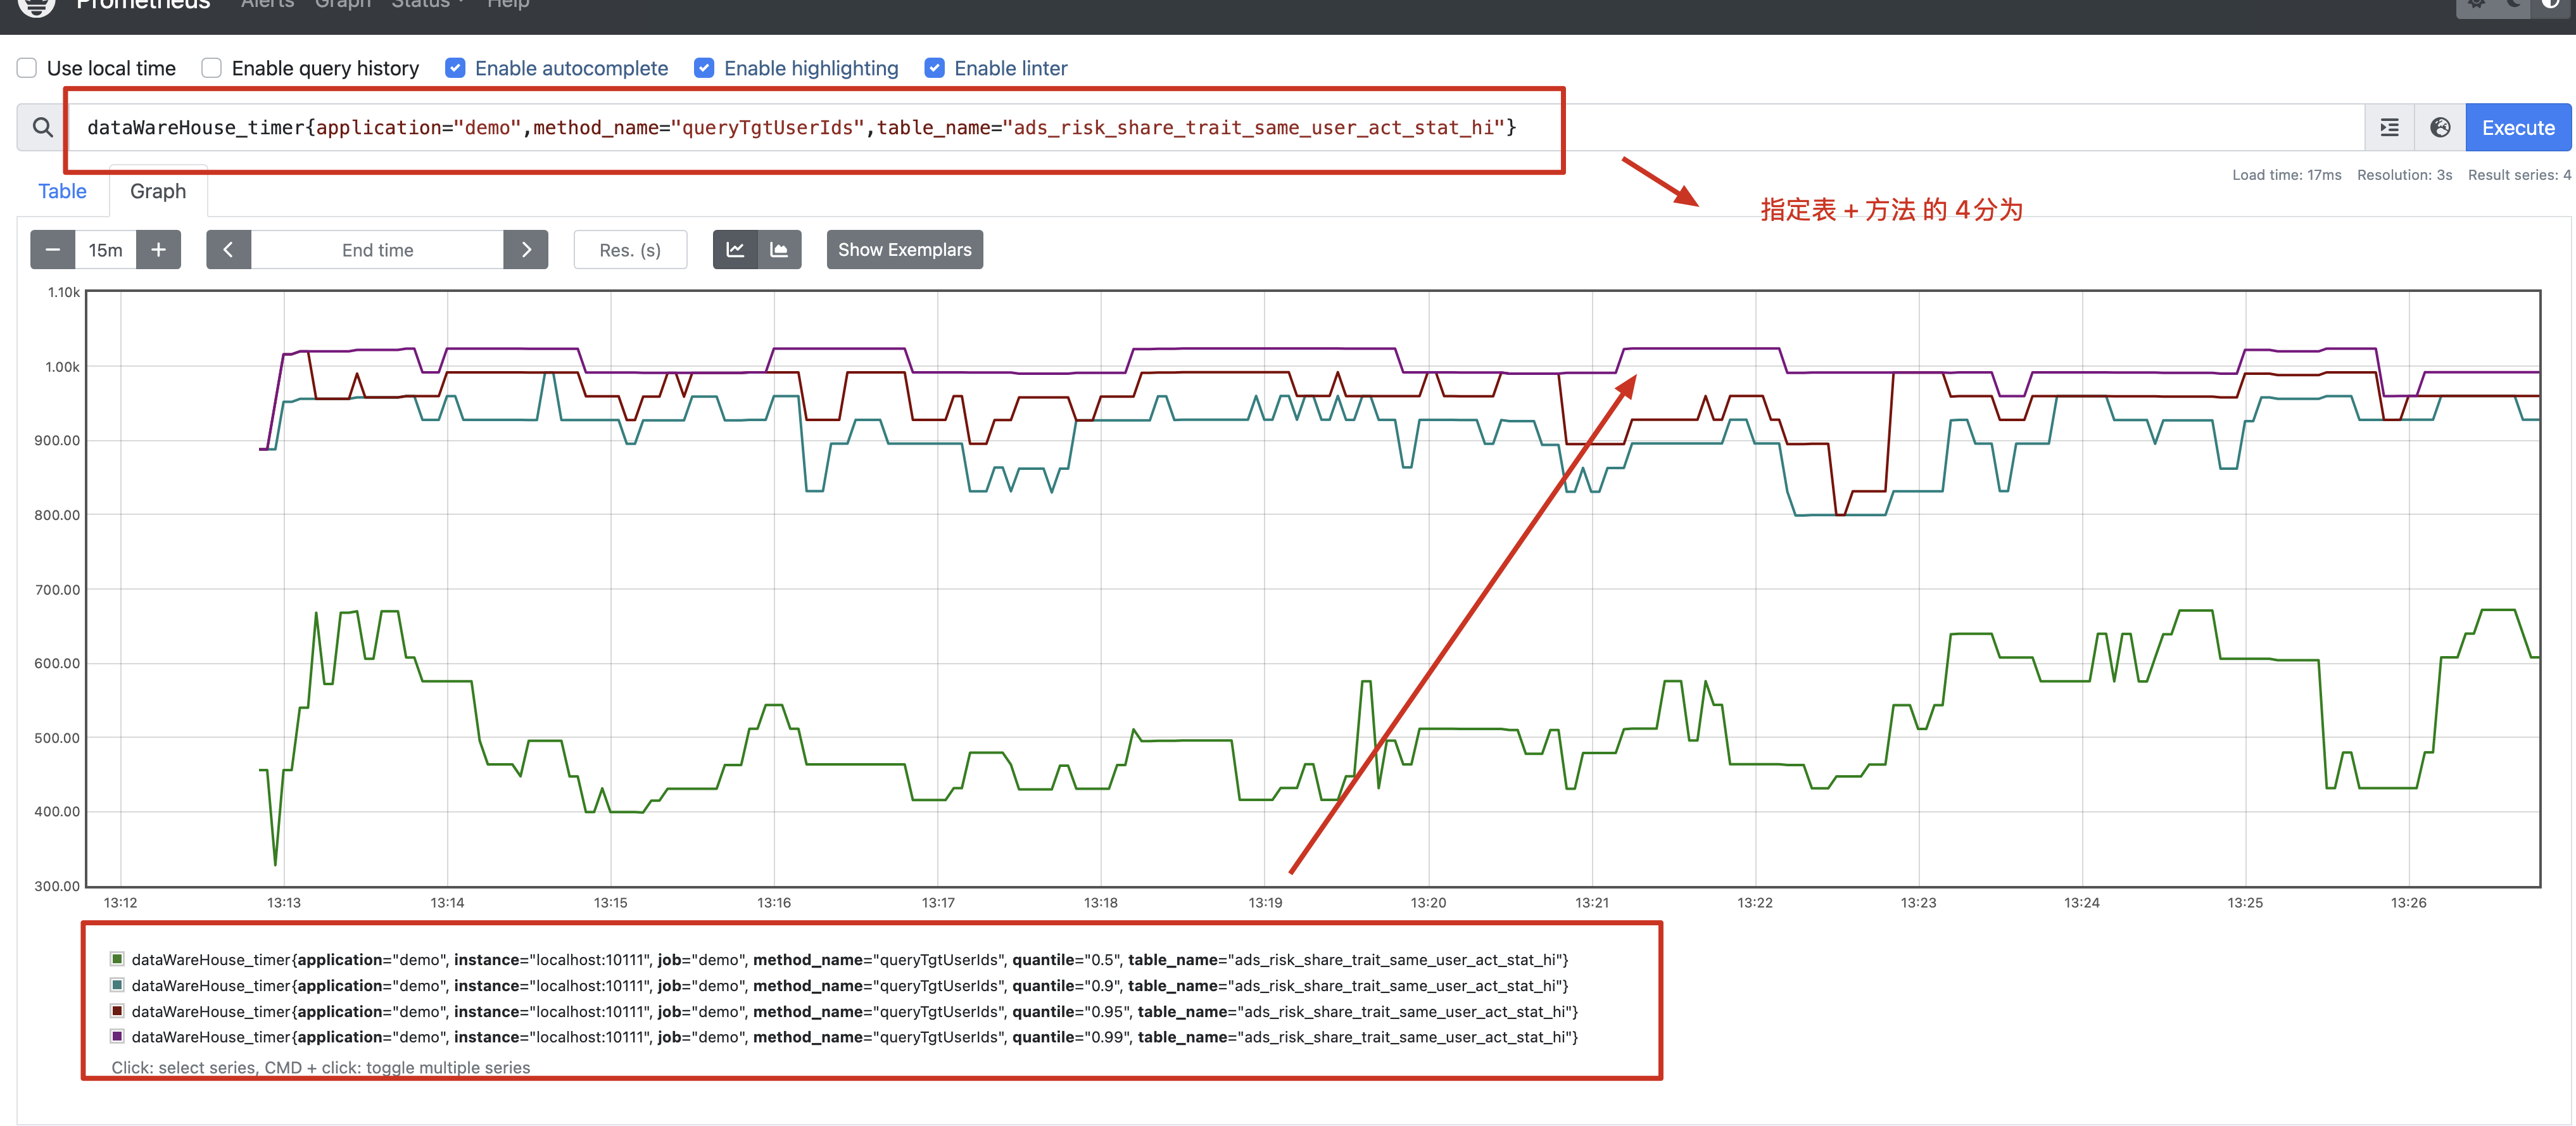 Prometheus Alerts Graph Status Help
Use local time Enable query history Enable autocomplete Enable highlighting Enable linter
dataWareHouse_timer{application="demo",method_name="queryTgtUserIds",table_name="ads_risk_share_trait_same_user_act_stat_hi"}
Execute
Table Graph
Load time: 17ms Resolution: 3s Result series: 4
指定表 + 方法 的 4分为
15m
End time
Res. (s)
Show Exemplars
1.10k
1.00k
900.00
800.00
700.00
600.00
500.00
400.00
300.00
13:12 13:13 13:14 13:15 13:16 13:17 13:18 13:19 13:20 13:21 13:22 13:23 13:24 13:25 13:26
dataWareHouse_timer{application="demo", instance="localhost:10111", job="demo", method_name="queryTgtUserIds", quantile="0.5", table_name="ads_risk_share_trait_same_user_act_stat_hi"}
dataWareHouse_timer{application="demo", instance="localhost:10111", job="demo", method_name="queryTgtUserIds", quantile="0.9", table_name="ads_risk_share_trait_same_user_act_stat_hi"}
dataWareHouse_timer{application="demo", instance="localhost:10111", job="demo", method_name="queryTgtUserIds", quantile="0.95", table_name="ads_risk_share_trait_same_user_act_stat_hi"}
dataWareHouse_timer{application="demo", instance="localhost:10111", job="demo", method_name="queryTgtUserIds", quantile="0.99", table_name="ads_risk_share_trait_same_user_act_stat_hi"}
Click: select series, CMD + click: toggle multiple series